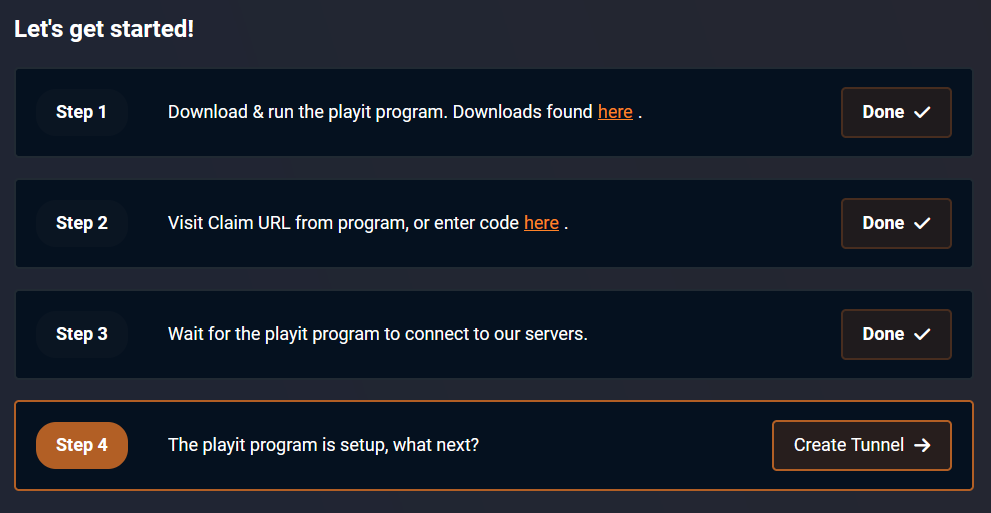 Let's get started!
Step 1 Download & run the playit program. Downloads found here . Done
Step 2 Visit Claim URL from program, or enter code here . Done
Step 3 Wait for the playit program to connect to our servers. Done
Step 4 The playit program is setup, what next? Create Tunnel